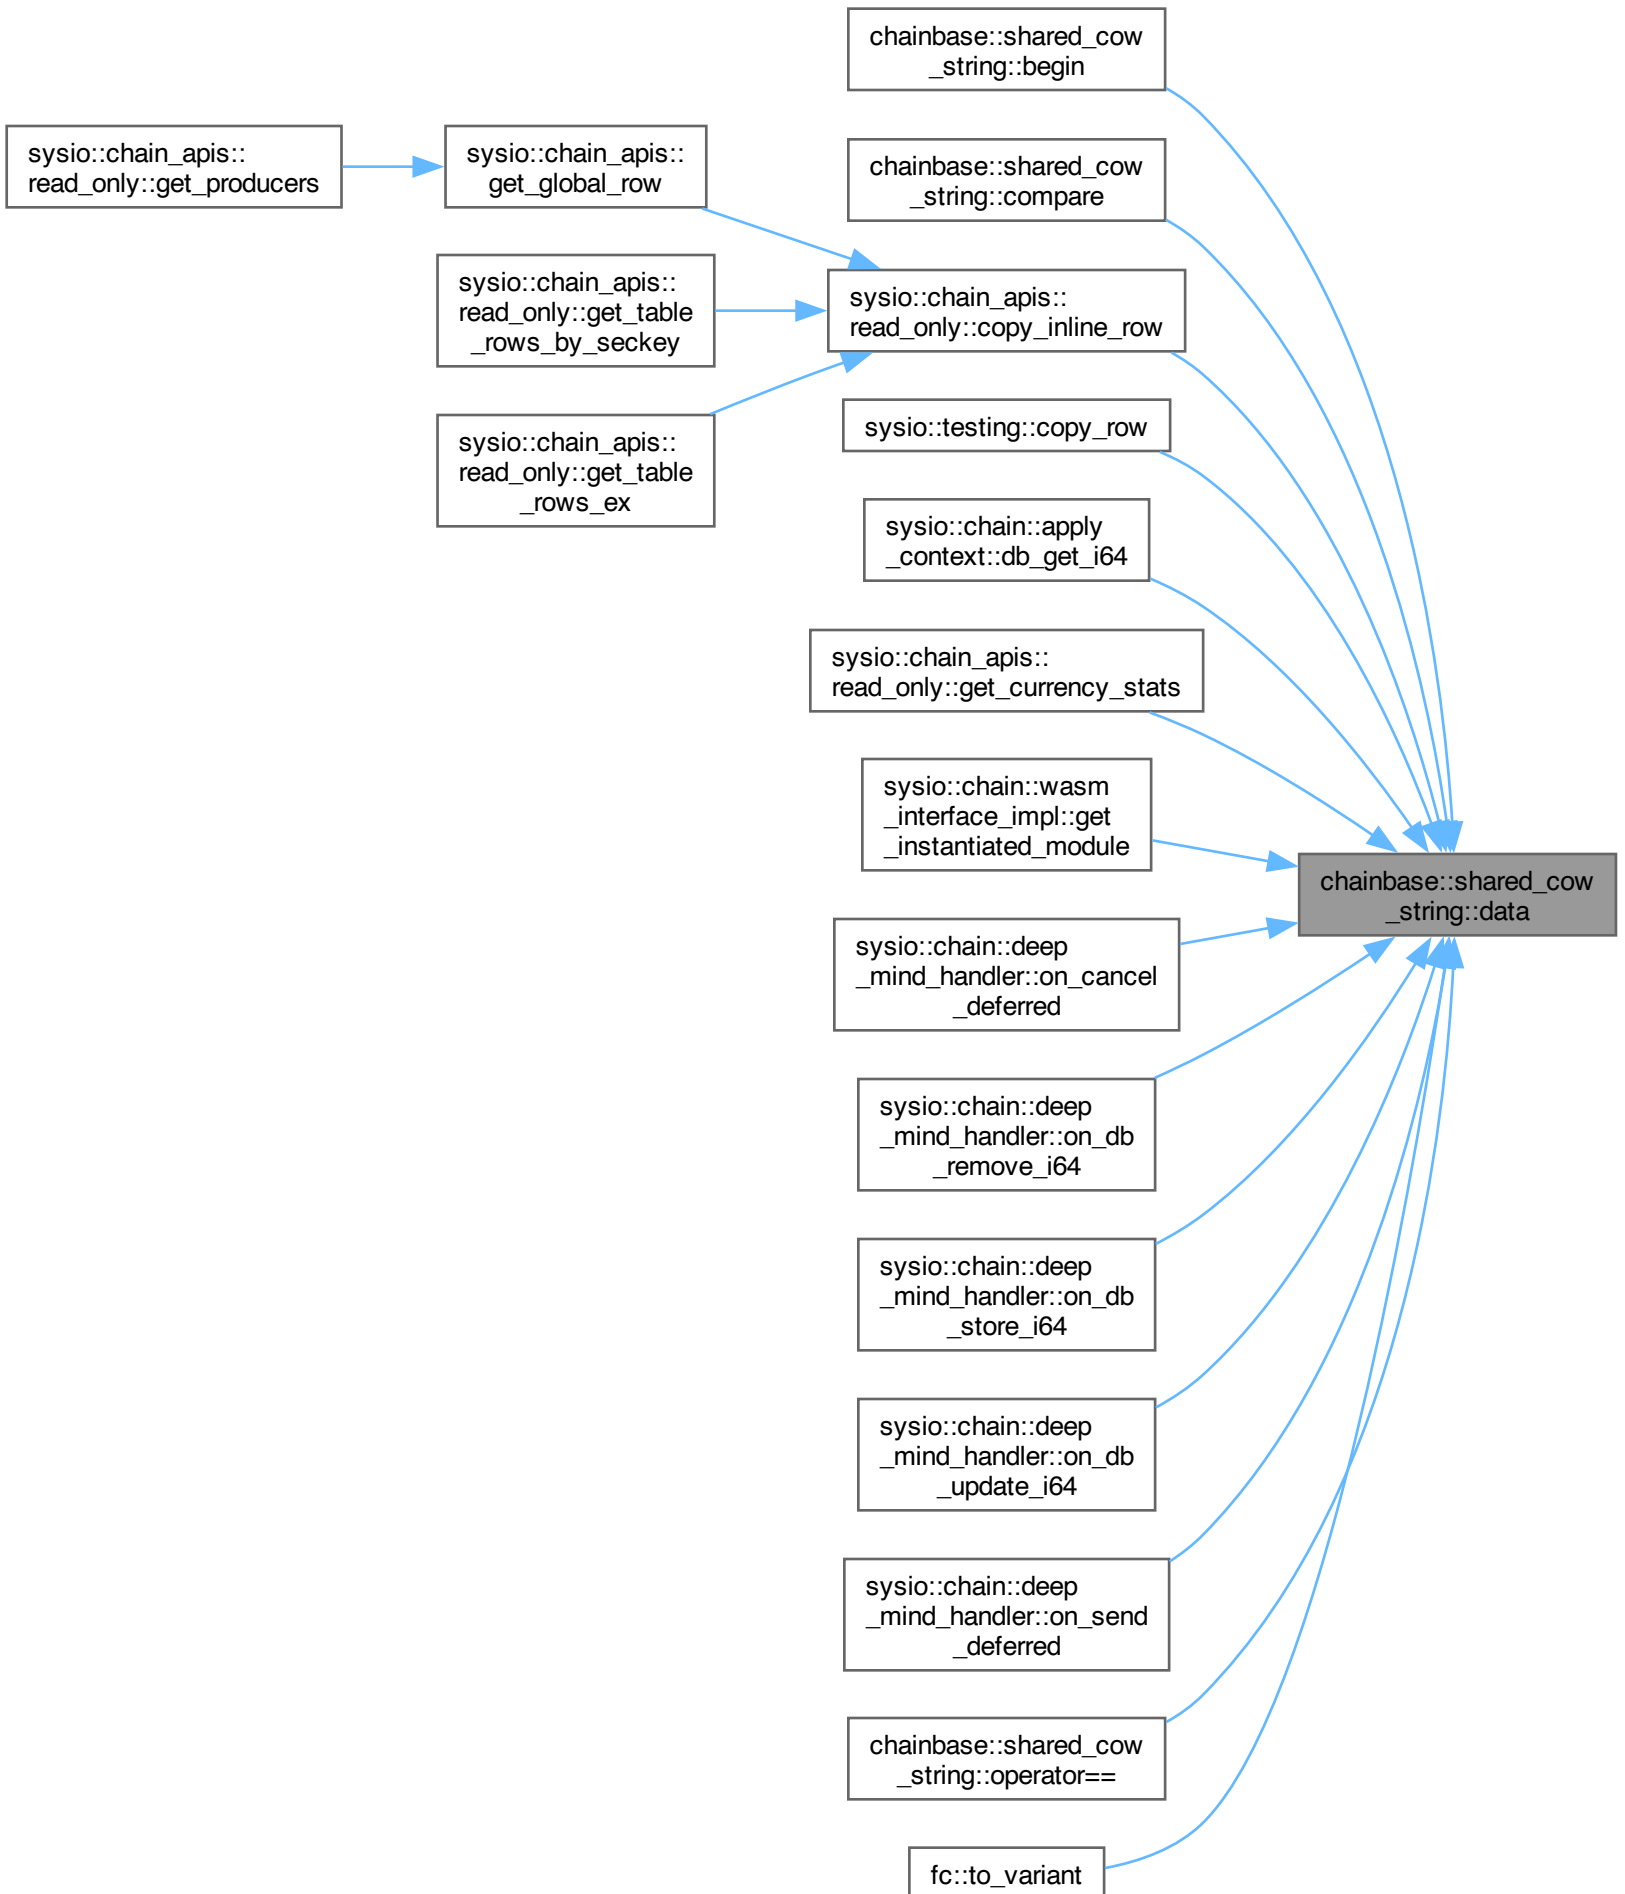 chainbase::shared_cow
_string::begin
sysio::chain_apis::
read_only::get_producers
sysio::chain_apis::
get_global_row
chainbase::shared_cow
_string::compare
sysio::chain_apis::
read_only::get_table
_rows_by_seckey
sysio::chain_apis::
read_only::copy_inline_row
sysio::chain_apis::
read_only::get_table
_rows_ex
sysio::testing::copy_row
sysio::chain::apply
_context::db_get_i64
sysio::chain_apis::
read_only::get_currency_stats
sysio::chain::wasm
_interface_impl::get
_instantiated_module
chainbase::shared_cow
_string::data
sysio::chain::deep
_mind_handler::on_cancel
_deferred
sysio::chain::deep
_mind_handler::on_db
_remove_i64
sysio::chain::deep
_mind_handler::on_db
_store_i64
sysio::chain::deep
_mind_handler::on_db
_update_i64
sysio::chain::deep
_mind_handler::on_send
_deferred
chainbase::shared_cow
_string::operator==
fc::to_variant